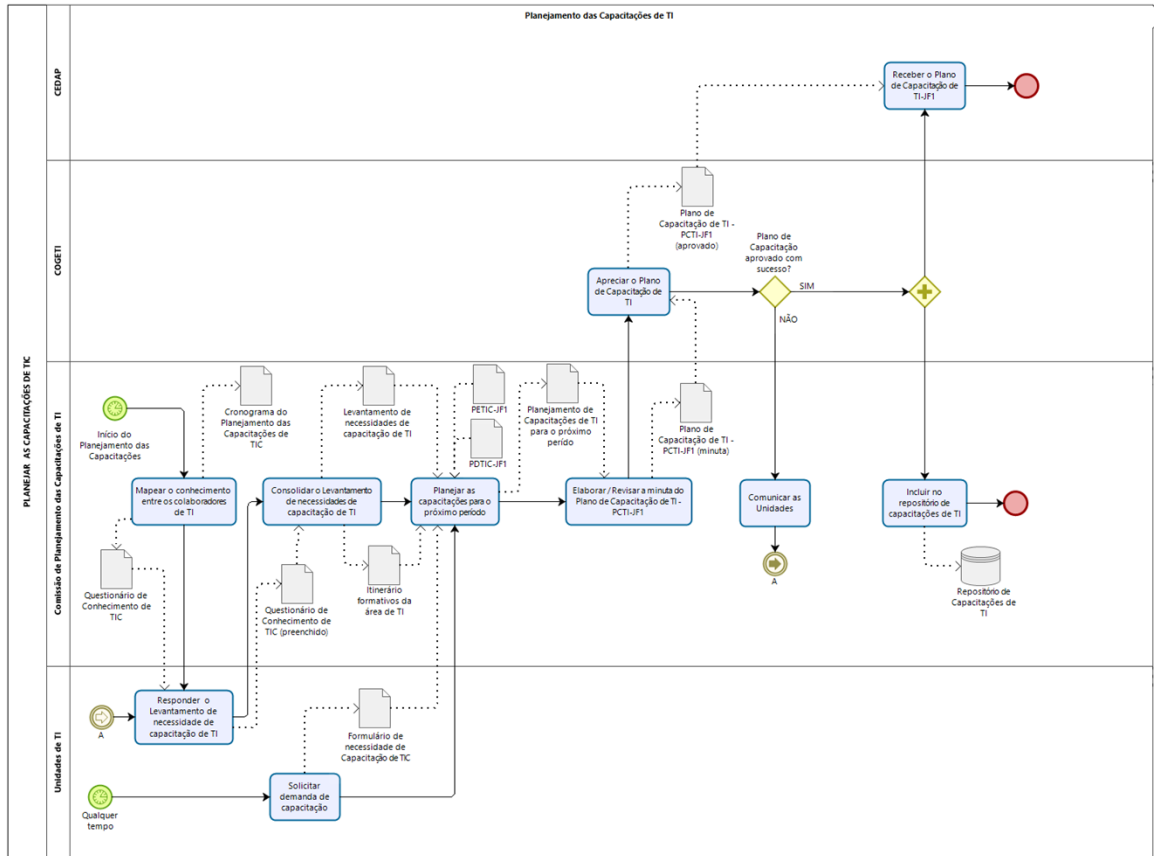 Planejamento das Capacitações de TI
PLANEJAR AS CAPACITAÇÕES DE TIC
CEDAP
Receber o Plano
de Capacitação de
TI-JF1
COGETI
Plano de
Capacitação de TI -
PCTI-JF1
(aprovado)
Plano de
Capacitação
aprovado com
sucesso?
Apreciar o Plano
de Capacitação de
TI
SIM
NÃO
Comissão de Planejamento das Capacitações de TI
Início do
Planejamento das
Capacitações
Cronograma do
Planejamento das
Capacitações de
TIC
Levantamento de
necessidades de
capacitação de TI
PETIC-JF1
PDTIC-JF1
Planejamento de
Capacitações de TI
para o próximo
perído
Plano de
Capacitação de TI -
PCTI-JF1 (minuta)
Mapear o conhecimento
entre os colaboradores
de TI
Consolidar o Levantamento
de necessidades de
capacitação de TI
Planejar as
capacitações para o
próximo período
Elaborar / Revisar a minuta do
Plano de Capacitação de TI -
PCTI-JF1
Comunicar as
Unidades
Incluir no
repositório de
capacitações de TI
Questionário de
Conhecimento de
TIC
Questionário de
Conhecimento de
TIC (preenchido)
Itinerário
formativos da
área de TI
A
Repositório de
Capacitações de
TI
Unidades de TI
A
Responder o
Levantamento de
necessidade de
capacitação de TI
Formulário de
necessidade de
Capacitação de TIC
Qualquer
tempo
Solicitar
demanda de
capacitação